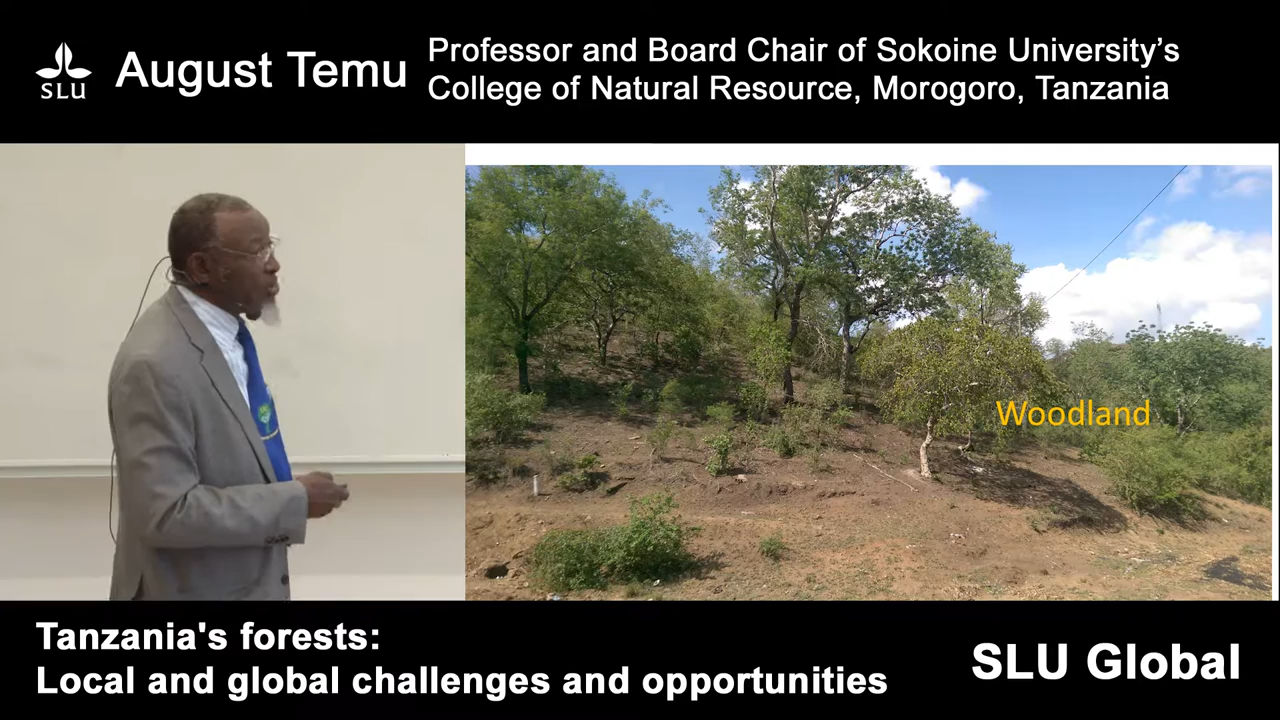 SLU
August Temu
Professor and Board Chair of Sokoine University's
College of Natural Resource, Morogoro, Tanzania
Woodland
Tanzania's forests:
Local and global challenges and opportunities
SLU Global